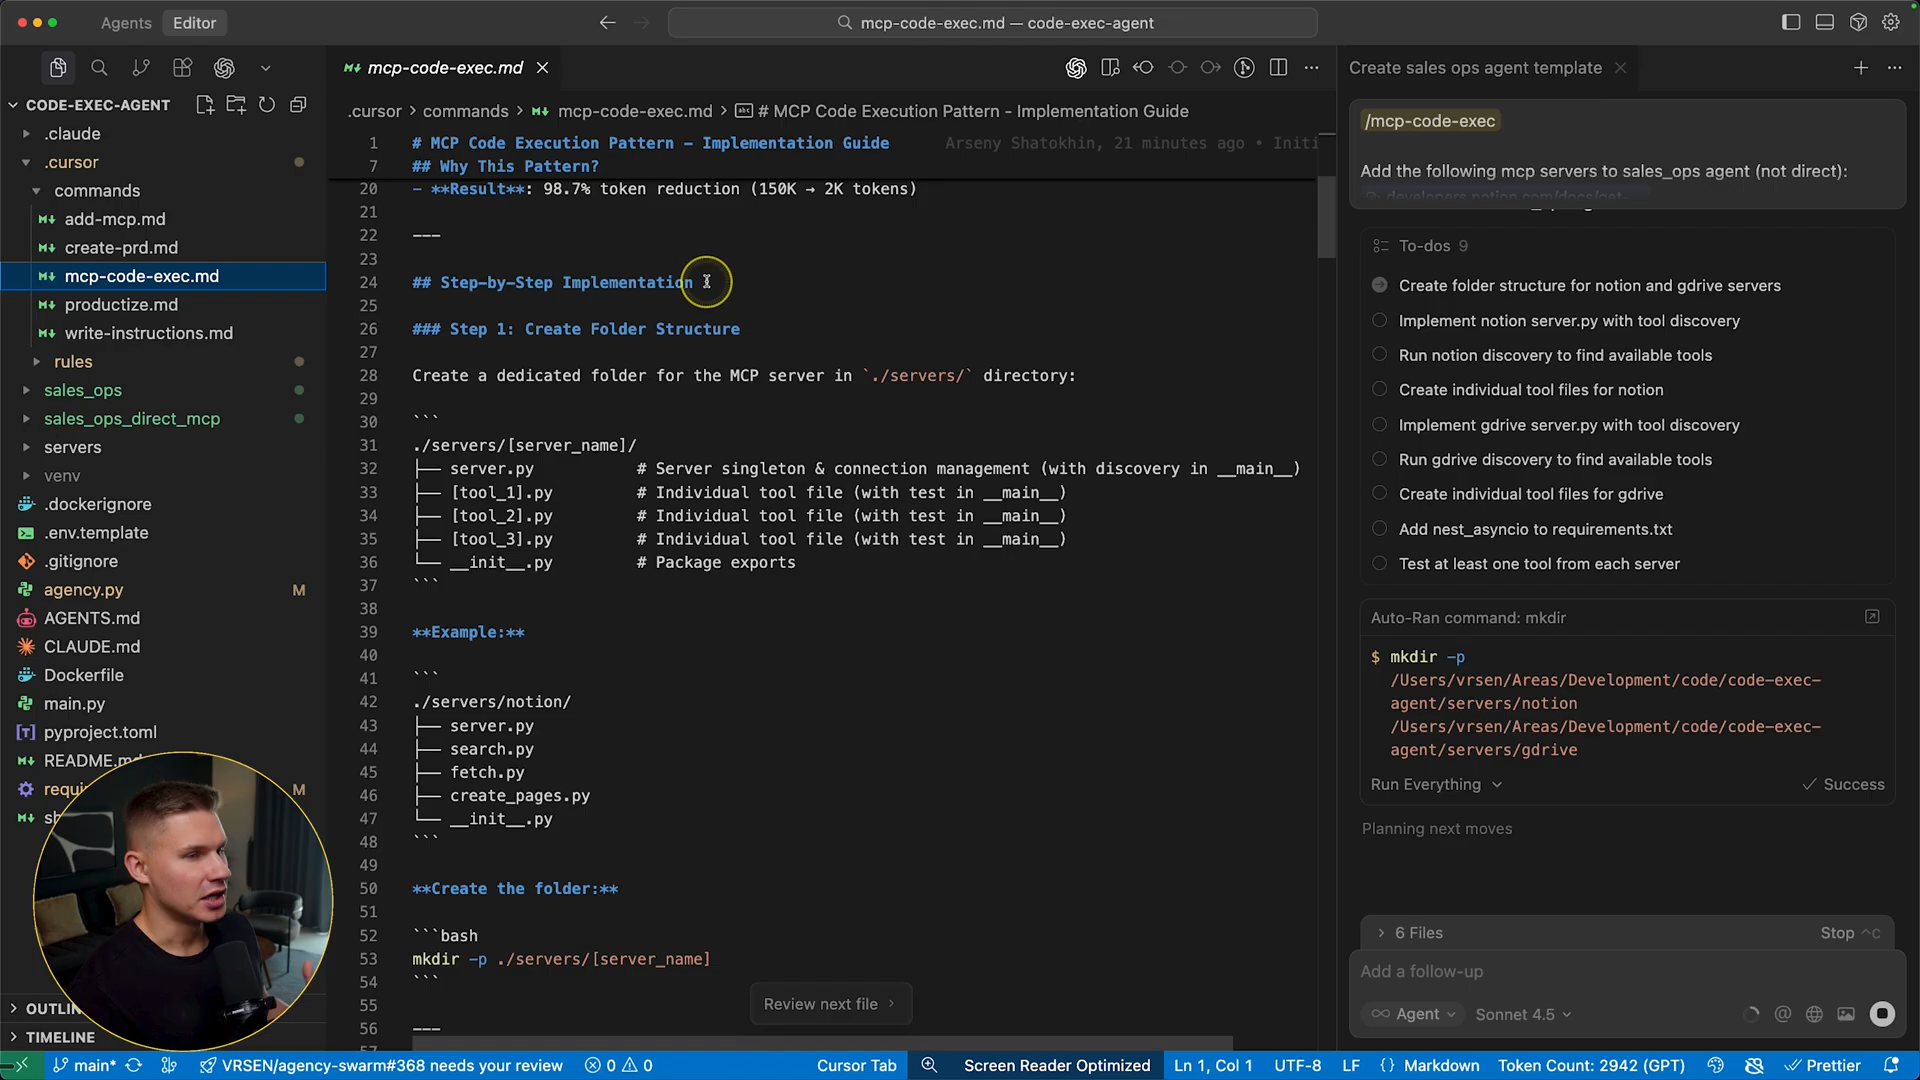 Agents
Editor
mcp-code-exec.md — code-exec-agent
CODE-EXEC-AGENT
.claude
.cursor
commands
add-mcp.md
create-prd.md
mcp-code-exec.md
productize.md
write-instructions.md
rules
sales_ops
sales_ops_direct_mcp
servers
venv
.dockerignore
.env.template
.gitignore
agency.py M
AGENTS.md
CLAUDE.md
Dockerfile
main.py
pyproject.toml
M
OUTLIN
TIMELINE
mcp-code-exec.md
.cursor > commands > mcp-code-exec.md > # MCP Code Execution Pattern - Implementation Guide
1 # MCP Code Execution Pattern - Implementation Guide Arseny Shatokhin, 21 minutes ago • Initi
7 ## Why This Pattern?
20 - **Result**: 98.7% token reduction (150K → 2K tokens)
21
22 ---
23
24 ## Step-by-Step Implementation
25
26 ### Step 1: Create Folder Structure
27
28 Create a dedicated folder for the MCP server in `./servers/` directory:
29
30 ```
31 ./servers/[server_name]/
32 ├── server.py # Server singleton & connection management (with discovery in __main__)
33 ├── [tool_1].py # Individual tool file (with test in __main__)
34 ├── [tool_2].py # Individual tool file (with test in __main__)
35 ├── [tool_3].py # Individual tool file (with test in __main__)
36 └── __init__.py # Package exports
37 ```
38
39 **Example:**
40
41 ```
42 ./servers/notion/
43 ├── server.py
44 ├── search.py
45 ├── fetch.py
46 ├── create_pages.py
47 └── __init__.py
48 ```
49
50 **Create the folder:**
51
52 ```bash
53 mkdir -p ./servers/[server_name]
54 ```
55
56 ---
Review next file >
Create sales ops agent template
/mcp-code-exec
Add the following mcp servers to sales_ops agent (not direct):
developers.notion.com/docs/get-
To-dos 9
Create folder structure for notion and gdrive servers
Implement notion server.py with tool discovery
Run notion discovery to find available tools
Create individual tool files for notion
Implement gdrive server.py with tool discovery
Run gdrive discovery to find available tools
Create individual tool files for gdrive
Add nest_asyncio to requirements.txt
Test at least one tool from each server
Auto-Ran command: mkdir
$ mkdir -p
/Users/vrsen/Areas/Development/code/code-exec-
agent/servers/notion
/Users/vrsen/Areas/Development/code/code-exec-
agent/servers/gdrive
Run Everything
Success
Planning next moves
6 Files
Stop ^C
Add a follow-up
Agent
Sonnet 4.5
main*
VRSEN/agency-swarm#368 needs your review
0
0
Cursor Tab
Screen Reader Optimized
Ln 1, Col 1
UTF-8
LF
{} Markdown
Token Count: 2942 (GPT)
Prettier